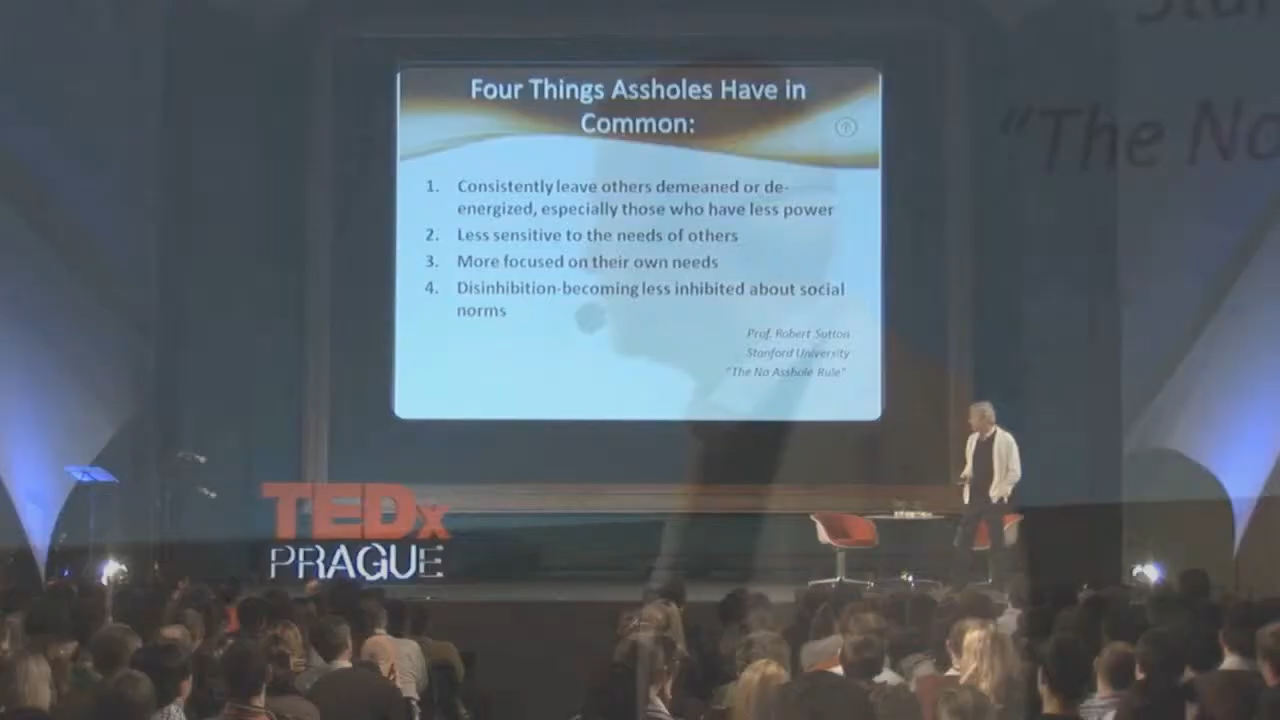 Four Things Assholes Have in
Common:
1. Consistently leave others demeaned or de-
energized, especially those who have less power
2. Less sensitive to the needs of others
3. More focused on their own needs
4. Disinhibition-becoming less inhibited about social
norms
Prof. Robert Sutton
Stanford University
"The No Asshole Rule"
"The No
TEDx
PRAGUE